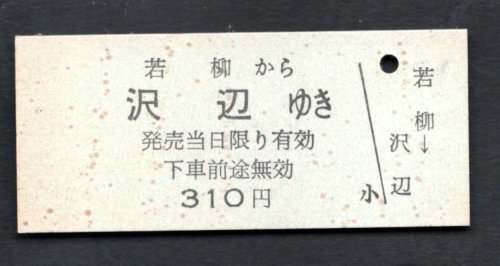 若柳から
沢辺ゆき
発売当日限り有効
下車前途無効
310円
小
若柳→沢辺